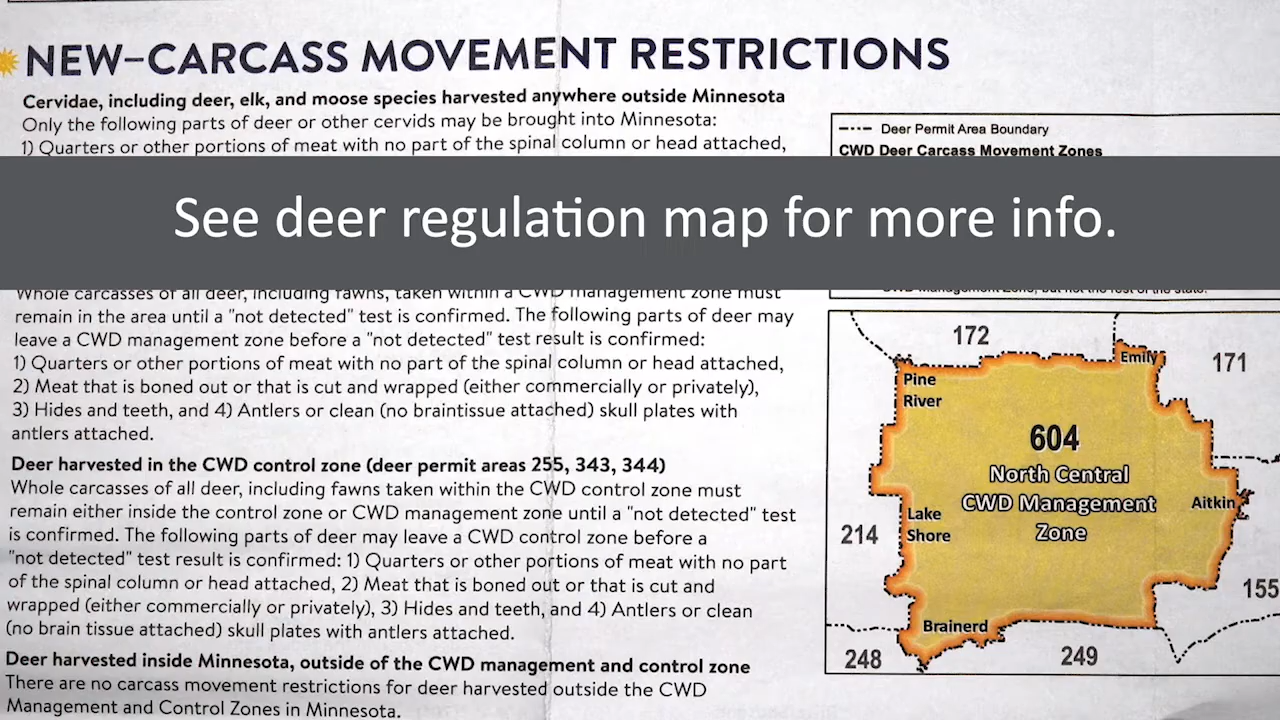 NEW–CARCASS MOVEMENT RESTRICTIONS
Cervidae, including deer, elk, and moose species harvested anywhere outside Minnesota
Only the following parts of deer or other cervids may be brought into Minnesota:
1) Quarters or other portions of meat with no part of the spinal column or head attached,
See deer regulation map for more info.
Whole carcasses of all deer, including fawns, taken within a CWD management zone must
remain in the area until a "not detected" test is confirmed. The following parts of deer may
leave a CWD management zone before a "not detected" test result is confirmed:
1) Quarters or other portions of meat with no part of the spinal column or head attached,
2) Meat that is boned out or that is cut and wrapped (either commercially or privately),
3) Hides and teeth, and 4) Antlers or clean (no braintissue attached) skull plates with
antlers attached.
Deer harvested in the CWD control zone (deer permit areas 255, 343, 344)
Whole carcasses of all deer, including fawns taken within the CWD control zone must
remain either inside the control zone or CWD management zone until a "not detected" test
is confirmed. The following parts of deer may leave a CWD control zone before a
"not detected" test result is confirmed: 1) Quarters or other portions of meat with no part
of the spinal column or head attached, 2) Meat that is boned out or that is cut and
wrapped (either commercially or privately), 3) Hides and teeth, and 4) Antlers or clean
(no brain tissue attached) skull plates with antlers attached.
Deer harvested inside Minnesota, outside of the CWD management and control zone
There are no carcass movement restrictions for deer harvested outside the CWD
Management and Control Zones in Minnesota.
Deer Permit Area Boundary
CWD Deer Carcass Movement Zones
CWD Management Zone, but not the rest of the state.
172
Emily
171
Pine
River
604
North Central
CWD Management
Zone
Aitkin
Lake
Shore
214
155
Brainerd
248
249